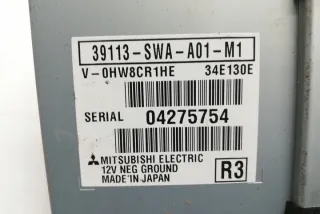 39113-SWA-A01-M1
V-0HW8CR1HE 34E130E
SERIAL 04275754
MITSUBISHI ELECTRIC
12V NEG GROUND
MADE IN JAPAN
R3